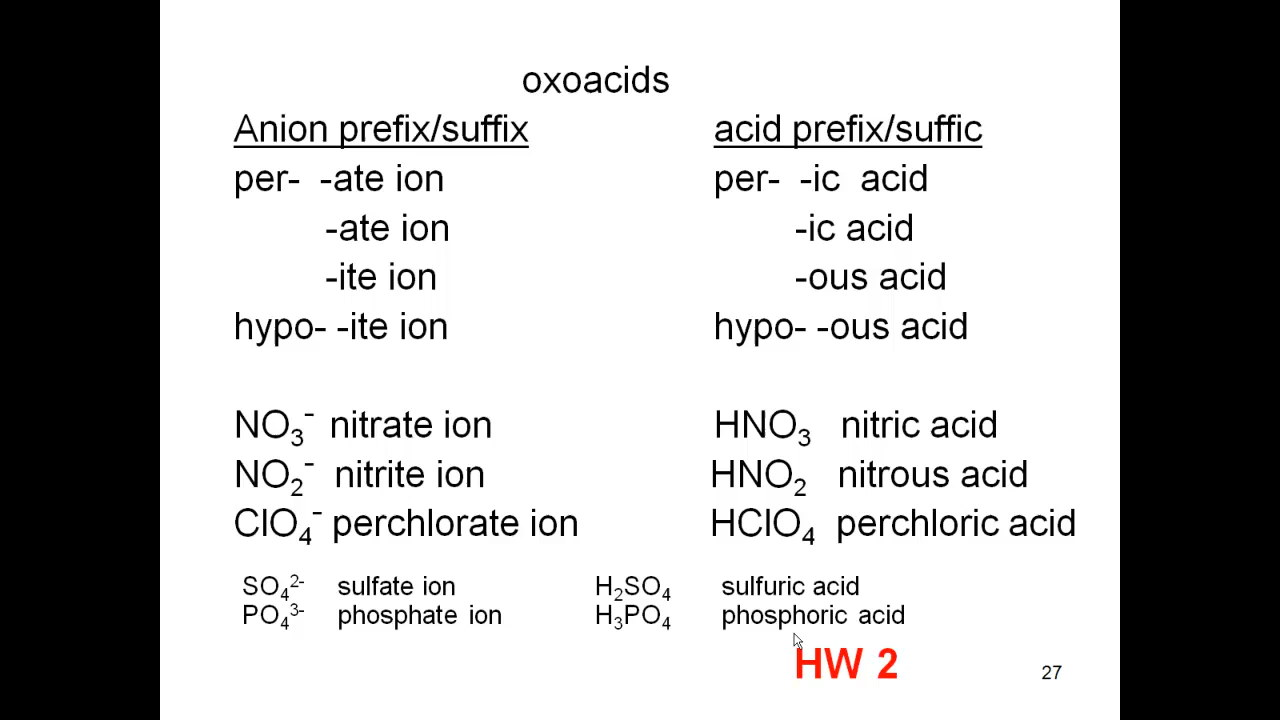 oxoacids
Anion prefix/suffix acid prefix/suffic
per- -ate ion per- -ic acid
-ate ion -ic acid
-ite ion -ous acid
hypo- -ite ion hypo- -ous acid
NO₃⁻ nitrate ion HNO₃ nitric acid
NO₂⁻ nitrite ion HNO₂ nitrous acid
ClO₄⁻ perchlorate ion HClO₄ perchloric acid
SO₄²⁻ sulfate ion H₂SO₄ sulfuric acid
PO₄³⁻ phosphate ion H₃PO₄ phosphoric acid
HW 2
27